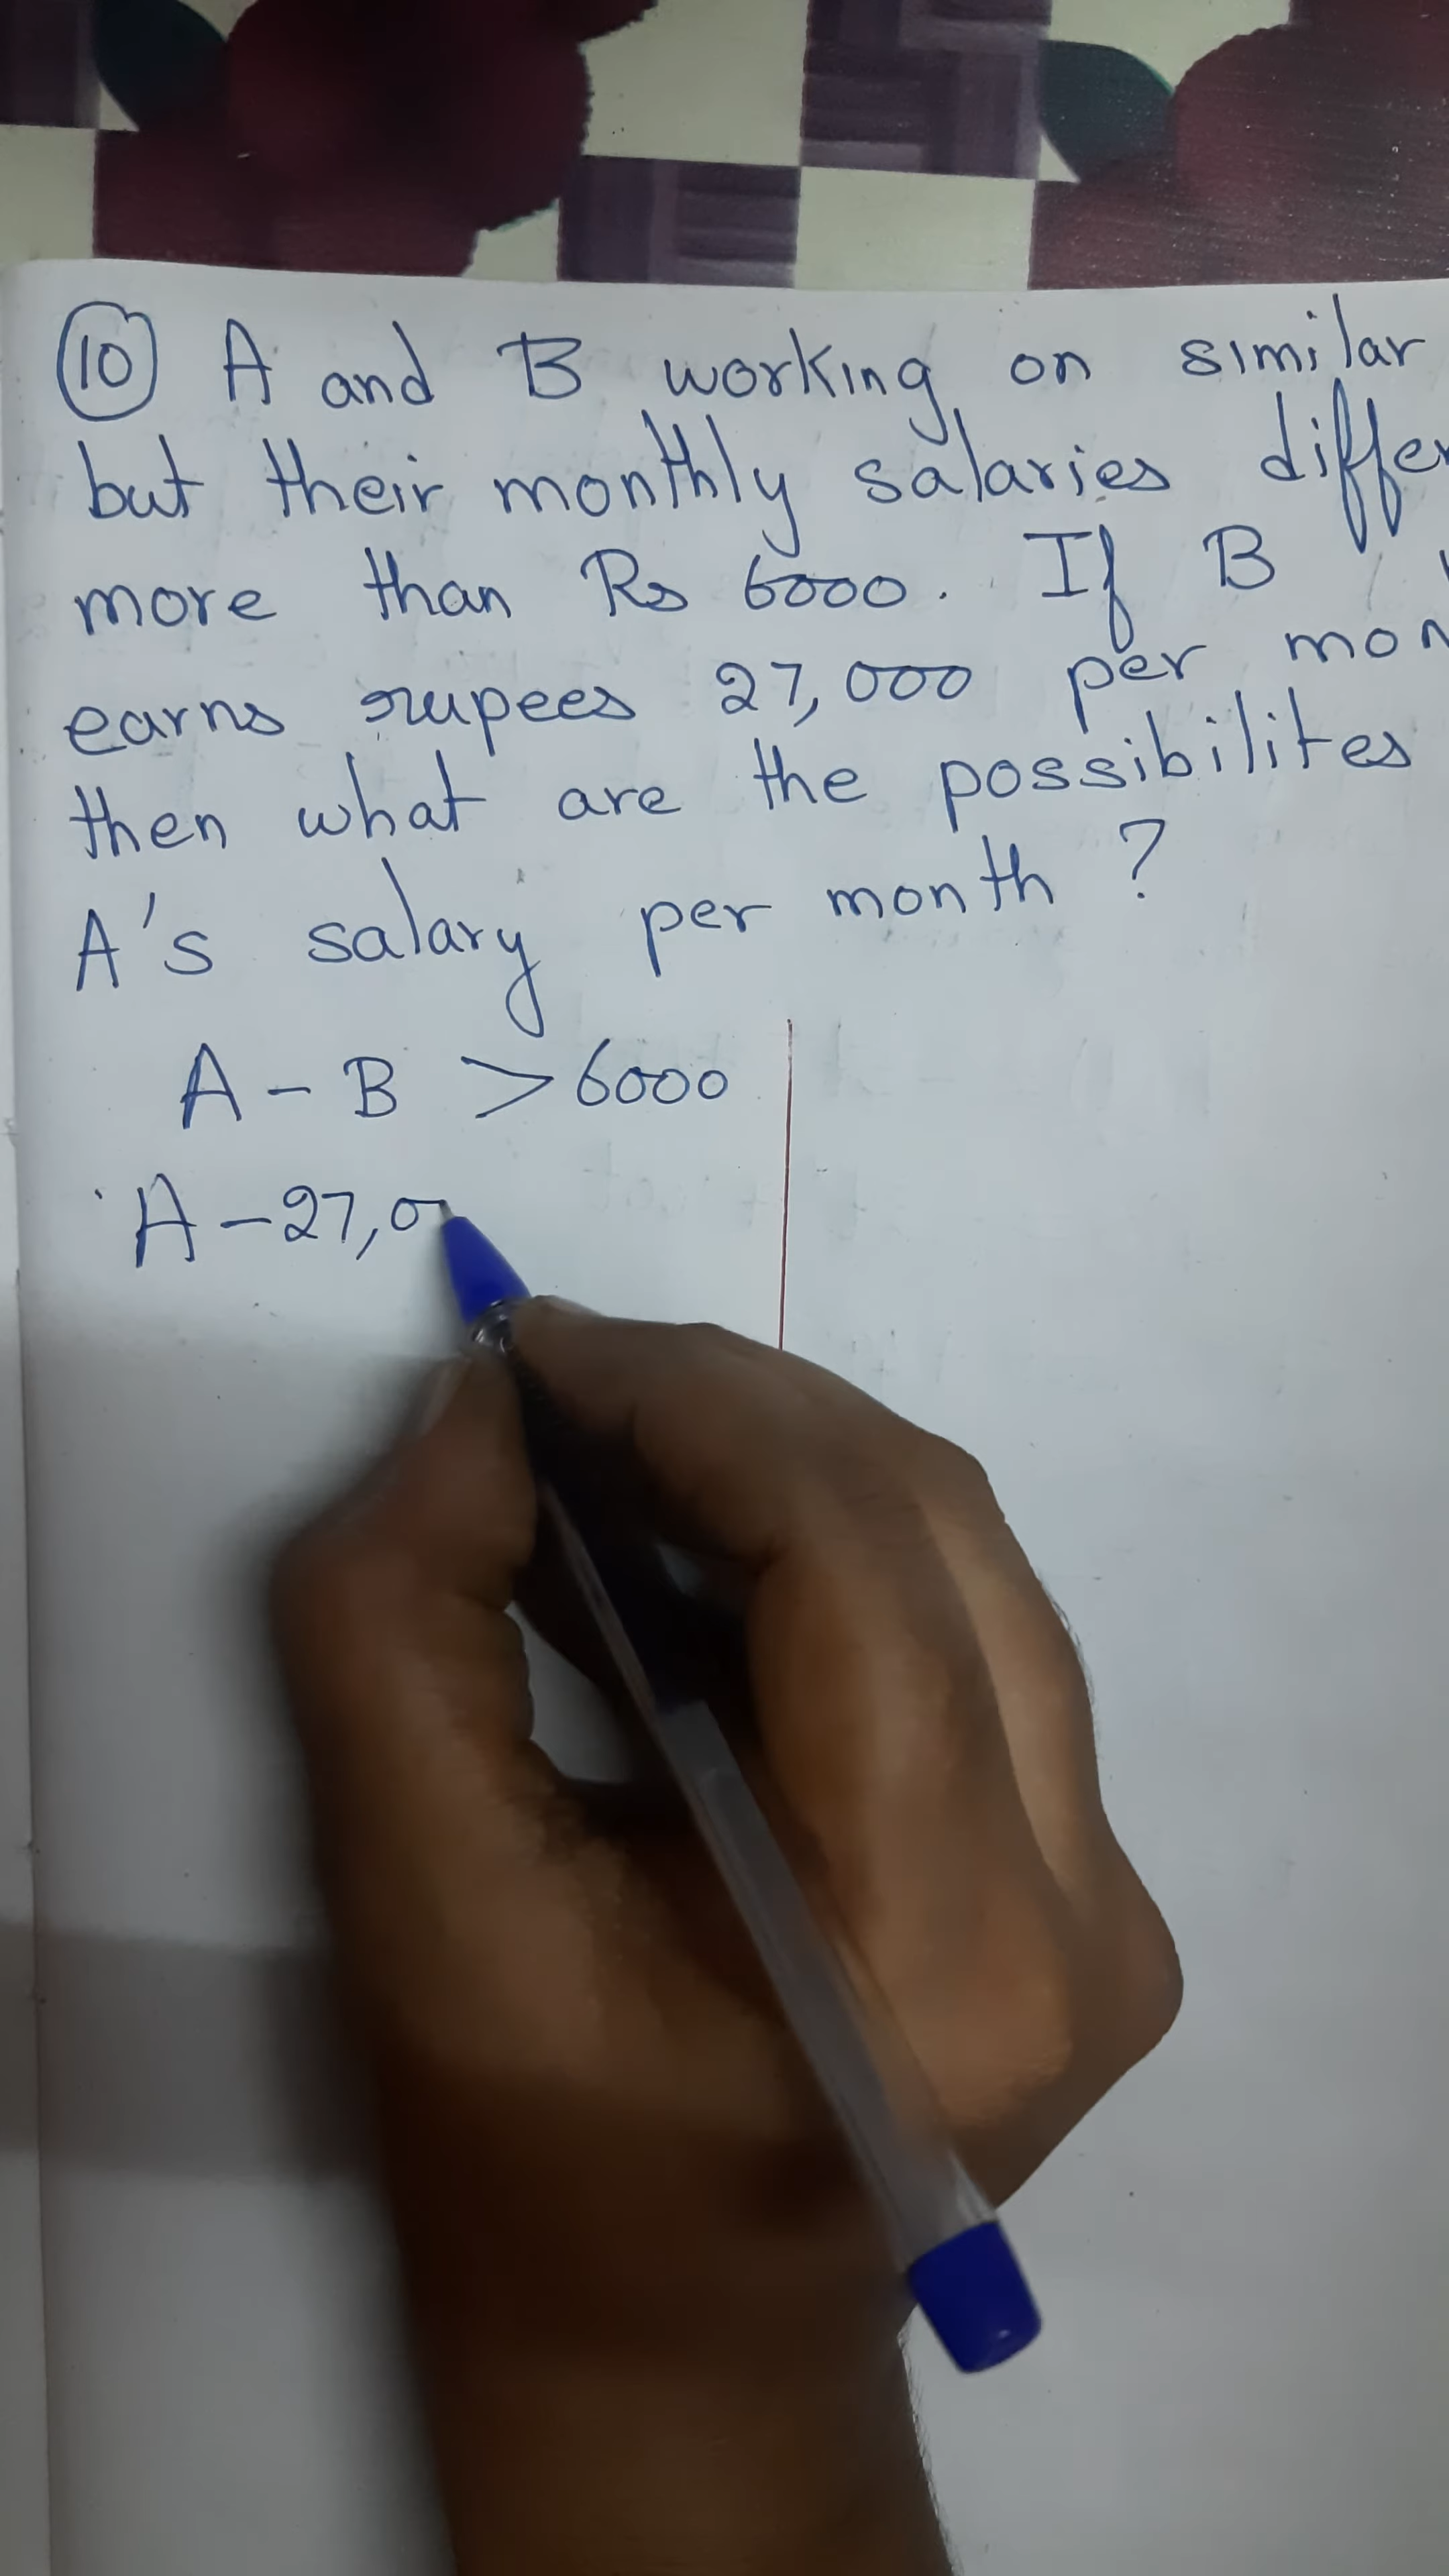 10 A and B working on similar
but their monthly salaries differ
more than Rs 6000. If B
earns rupees 27,000 per mon
then what are the possibilites
A's salary per month ?
A - B > 6000
A - 27,0